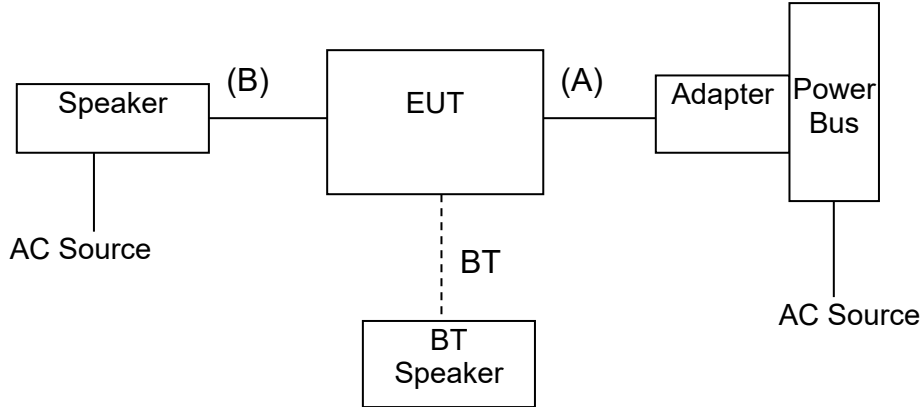 (B)
(A)
Speaker
EUT
Adapter
Power
Bus
AC Source
BT
AC Source
BT
Speaker